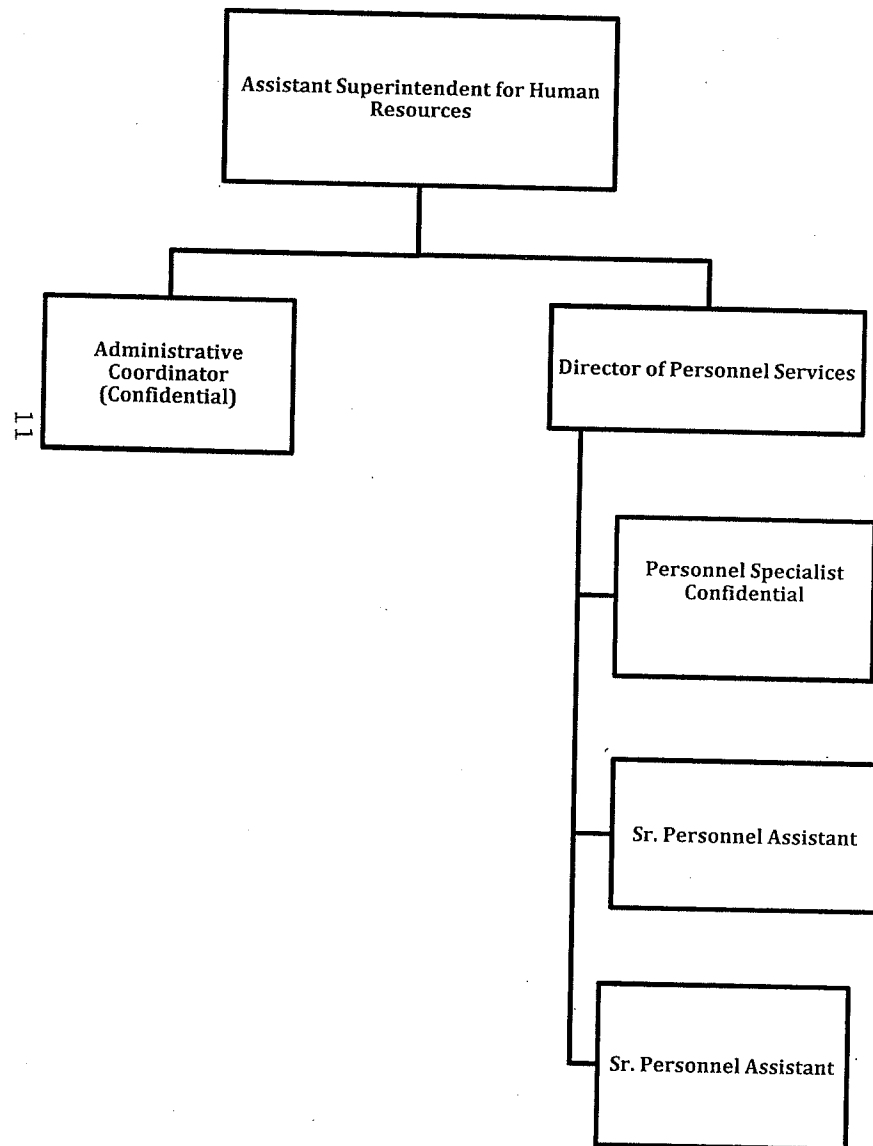 Assistant Superintendent for Human
Resources
Administrative
Coordinator
(Confidential)
Director of Personnel Services
11
Personnel Specialist
Confidential
Sr. Personnel Assistant
Sr. Personnel Assistant